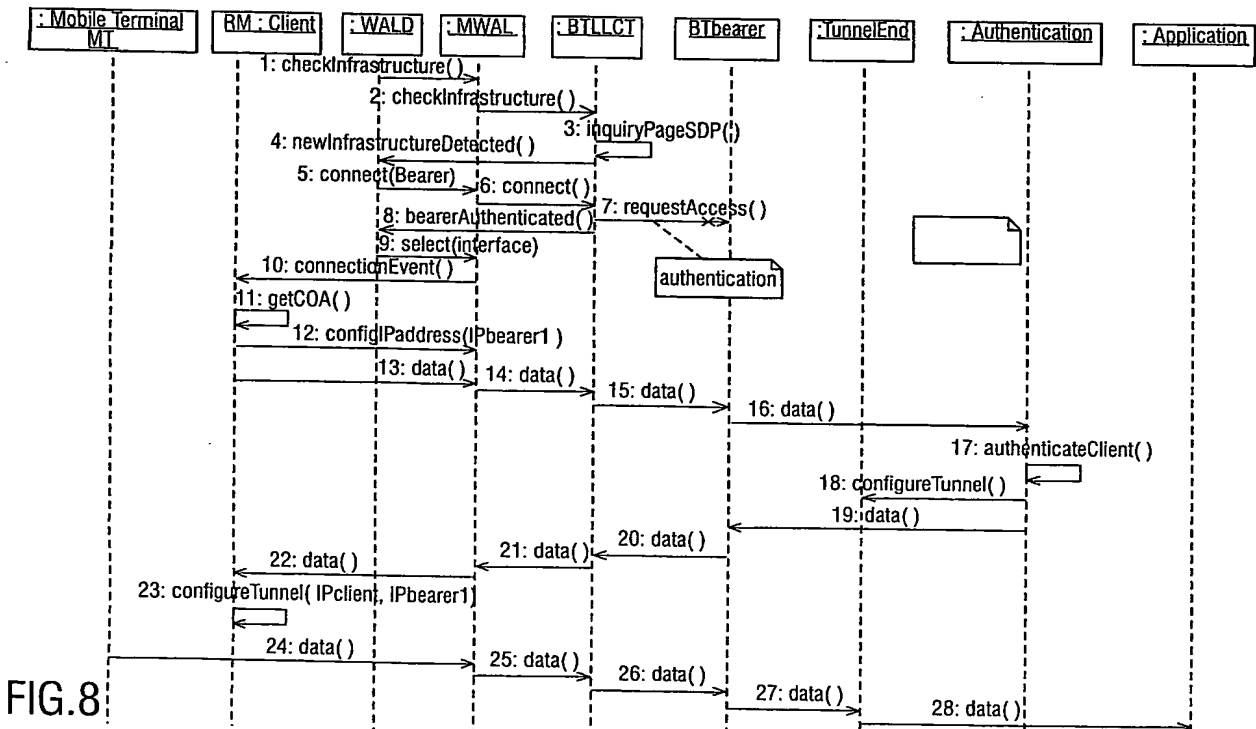 : Mobile Terminal
MT
RM : Client
: WALD
: MWAL
: BTLLCT
BTbearer
:TunnelEnd
: Authentication
: Application
1: checkInfrastructure( )
2: checkInfrastructure( )
3: inquiryPageSDP( )
4: newInfrastructureDetected( )
5: connect(Bearer)
6: connect( )
7: requestAccess( )
8: bearerAuthenticated( )
9: select(interface)
10: connectionEvent( )
authentication
11: getCOA( )
12: configIPaddress(IPbearer1 )
13: data( )
14: data( )
15: data( )
16: data( )
17: authenticateClient( )
18: configureTunnel( )
19: data( )
20: data( )
21: data( )
22: data( )
23: configureTunnel( IPclient, IPbearer1)
24: data( )
25: data( )
26: data( )
27: data( )
28: data( )
FIG.8